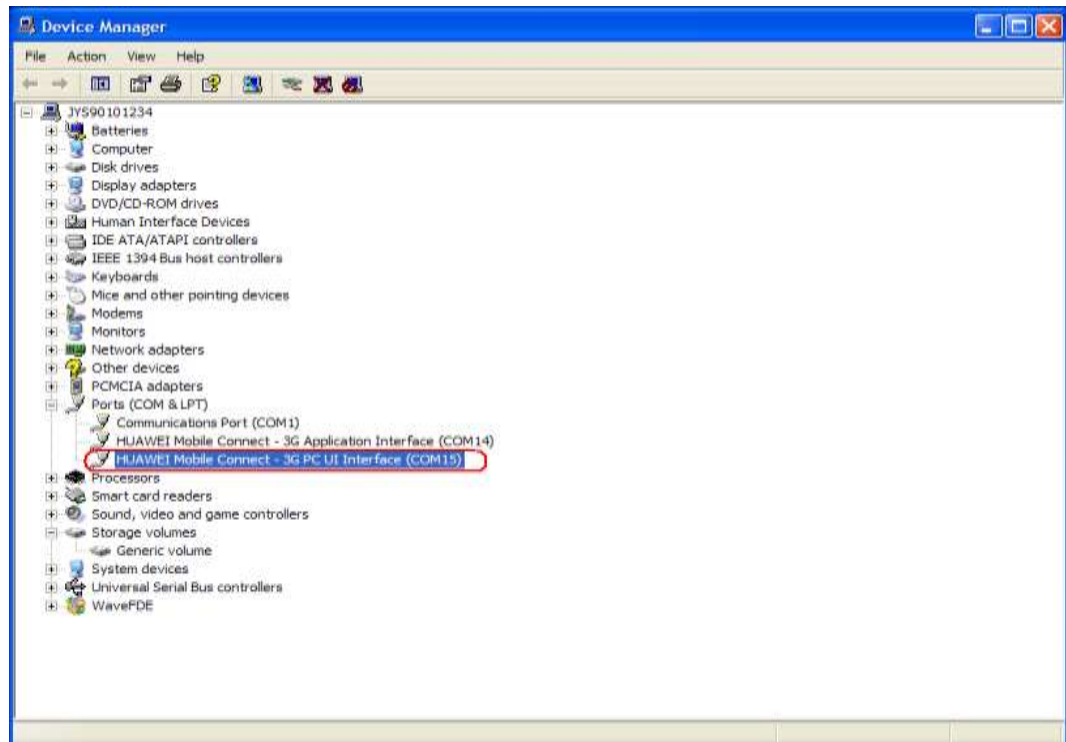 Device Manager
File Action View Help
JYS90101234
Batteries
Computer
Disk drives
Display adapters
DVD/CD-ROM drives
Human Interface Devices
IDE ATA/ATAPI controllers
IEEE 1394 Bus host controllers
Keyboards
Mice and other pointing devices
Modems
Monitors
Network adapters
Other devices
PCMCIA adapters
Ports (COM & LPT)
Communications Port (COM1)
HUAWEI Mobile Connect - 3G Application Interface (COM14)
HUAWEI Mobile Connect - 3G PC UI Interface (COM15)
Processors
Smart card readers
Sound, video and game controllers
Storage volumes
Generic volume
System devices
Universal Serial Bus controllers
WaveFDE